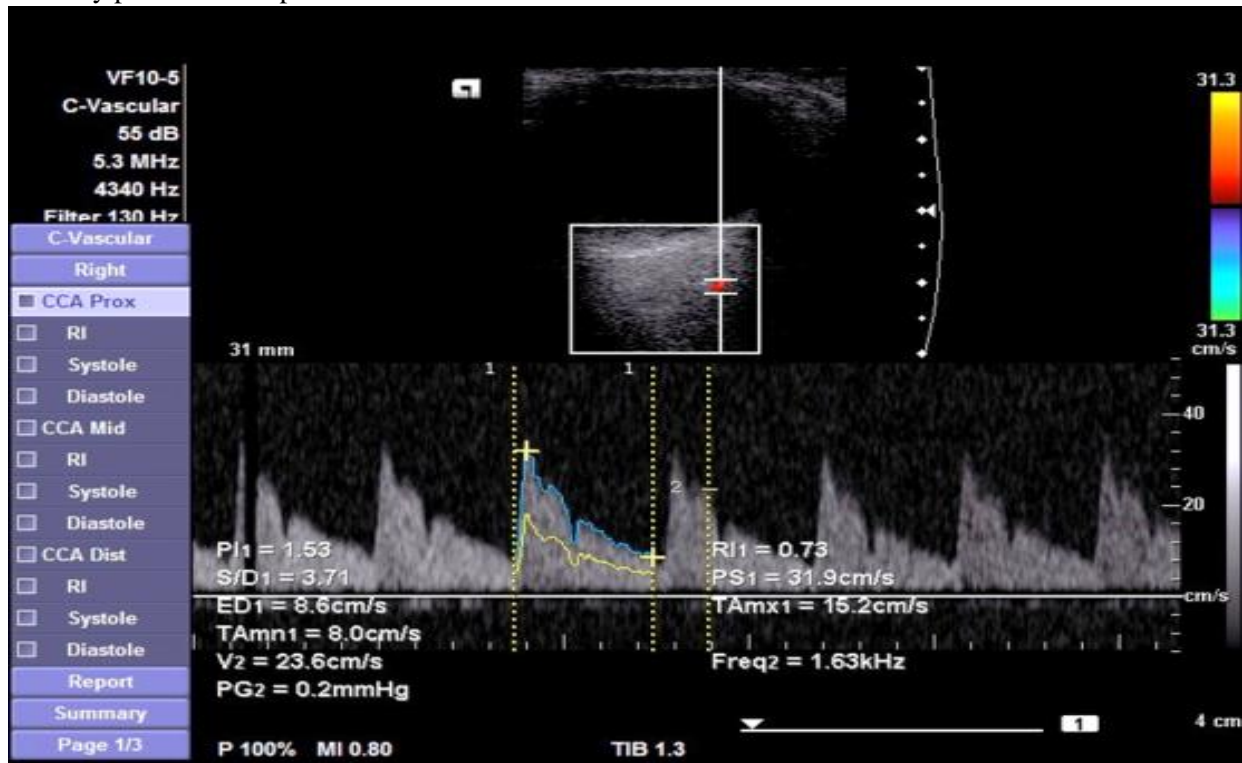 VF10-5
C-Vascular
55 dB
5.3 MHz
4340 Hz
Filter 130 Hz
C-Vascular
Right
CCA Prox
RI
Systole
Diastole
CCA Mid
RI
Systole
Diastole
CCA Dist
RI
Systole
Diastole
Report
Summary
Page 1/3
31.3
31.3
cm/s
31 mm
1
1
2
40
20
cm/s
PI1 = 1.53
S/D1 = 3.71
ED1 = 8.6cm/s
TAmn1 = 8.0cm/s
V2 = 23.6cm/s
PG2 = 0.2mmHg
RI1 = 0.73
PS1 = 31.9cm/s
TAmx1 = 15.2cm/s
Freq2 = 1.63kHz
1
4 cm
P 100% MI 0.80 TIB 1.3